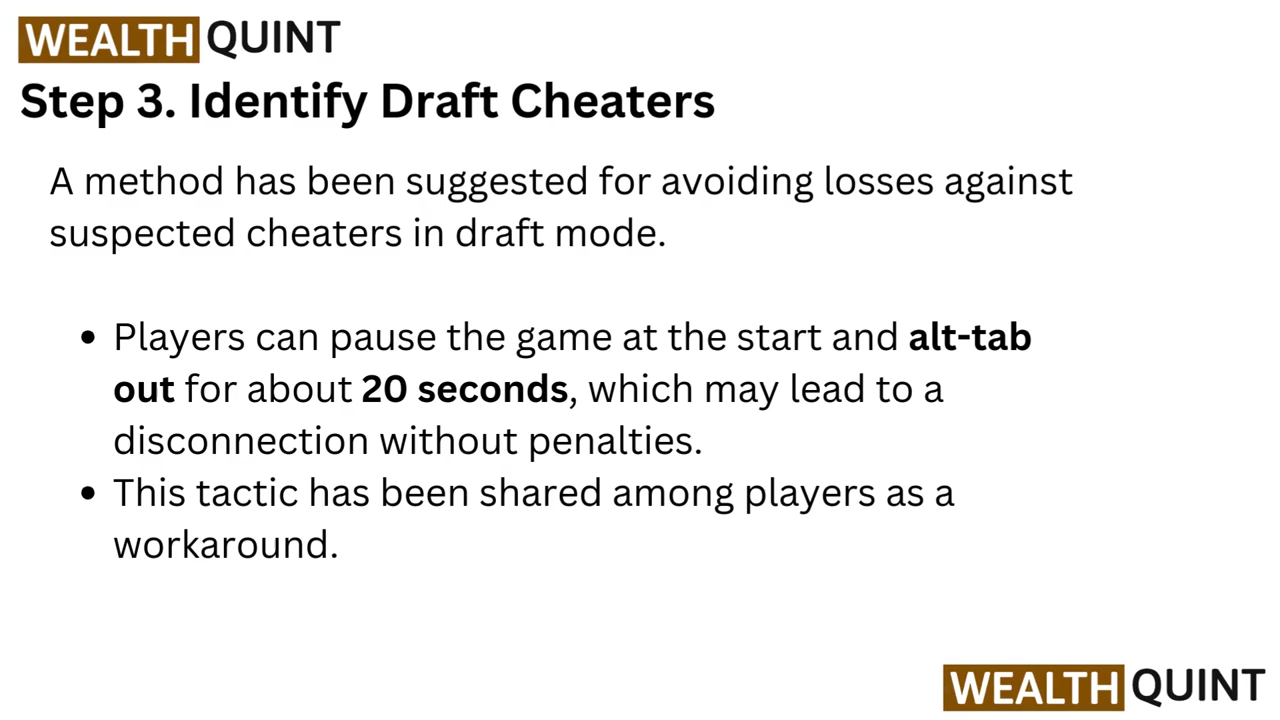 WEALTH QUINT
Step 3. Identify Draft Cheaters
A method has been suggested for avoiding losses against
suspected cheaters in draft mode.
• Players can pause the game at the start and alt-tab
out for about 20 seconds, which may lead to a
disconnection without penalties.
• This tactic has been shared among players as a
workaround.
WEALTH QUINT